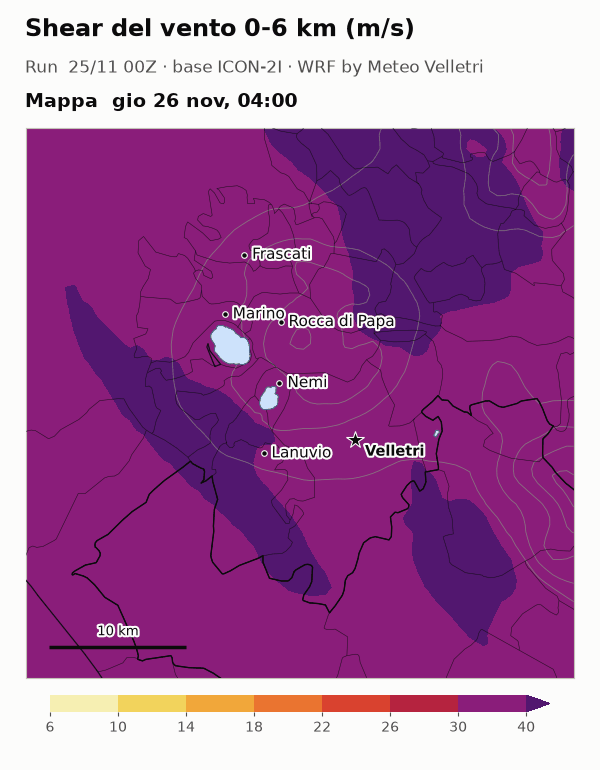 Shear del vento 0-6 km (m/s)
Run  25/11 00Z · base ICON-2I · WRF by Meteo Velletri
Mappa  gio 26 nov, 04:00
Frascati
Marino
Rocca di Papa
Nemi
Velletri
Lanuvio
10 km
6 10 14 18 22 26 30 40